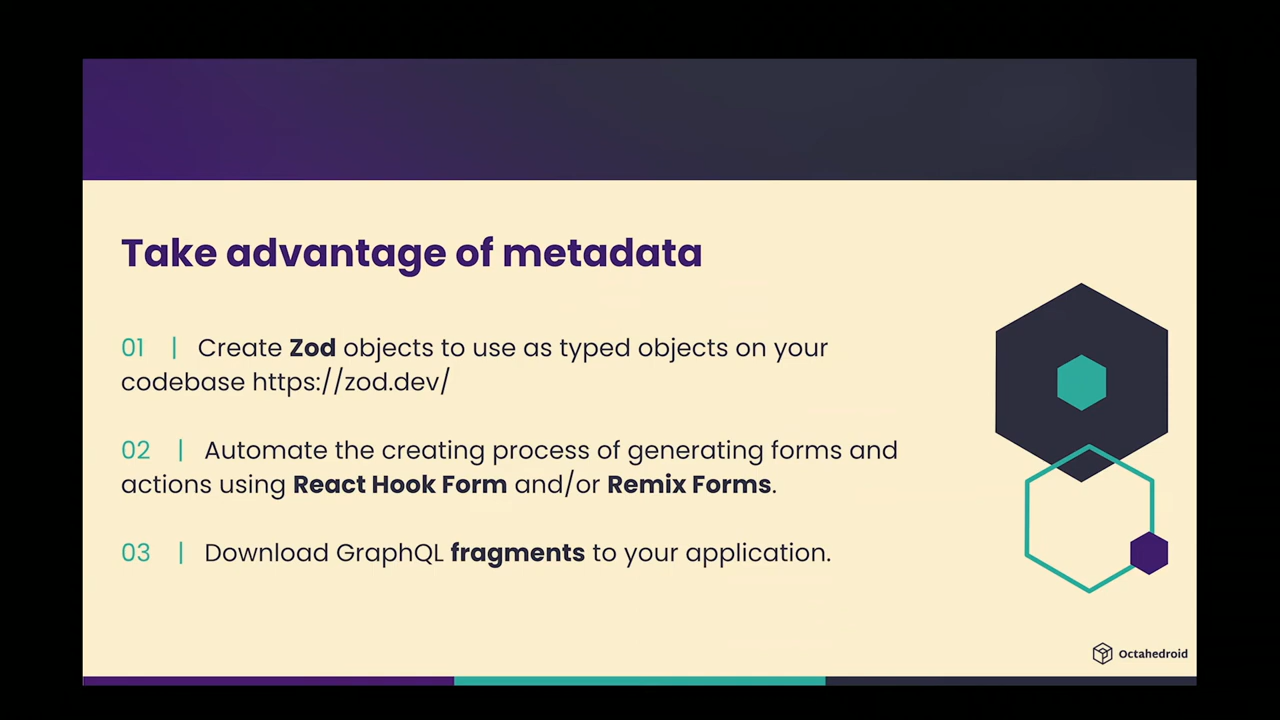 Take advantage of metadata
01 | Create Zod objects to use as typed objects on your
codebase https://zod.dev/
02 | Automate the creating process of generating forms and
actions using React Hook Form and/or Remix Forms.
03 | Download GraphQL fragments to your application.
Octahedroid